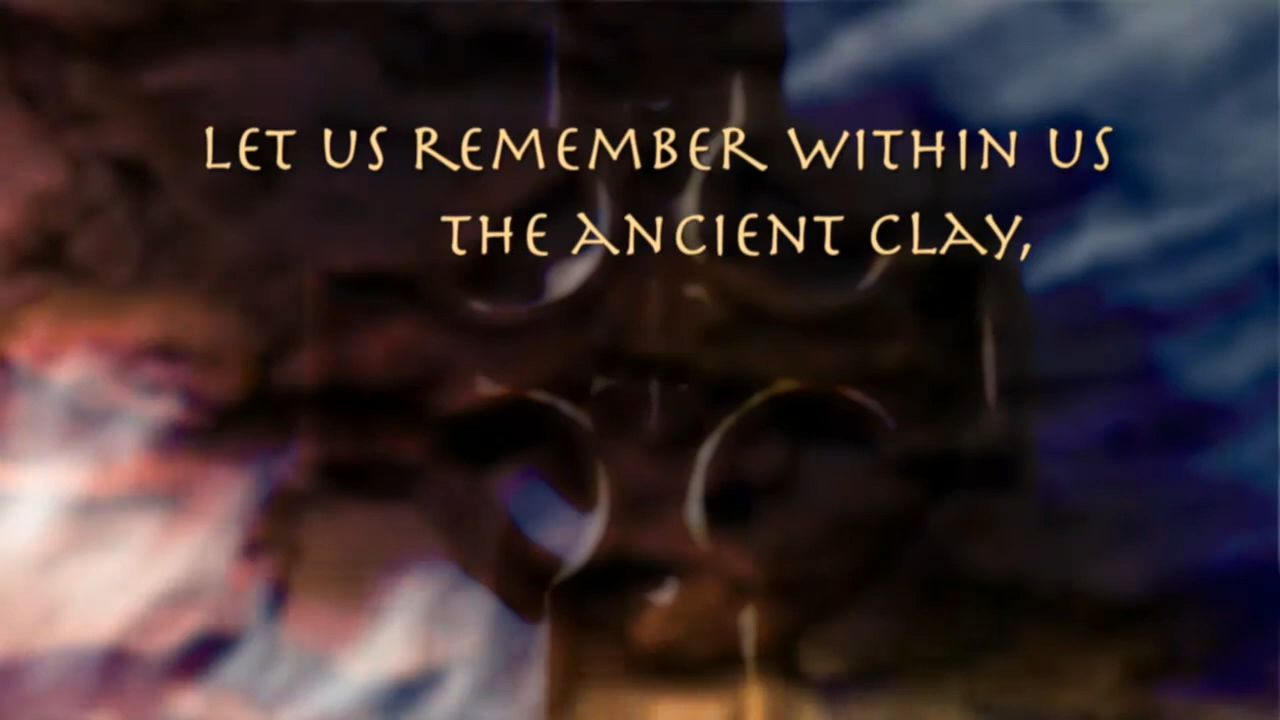 LET US REMEMBER WITHIN US
THE ANCIENT CLAY,